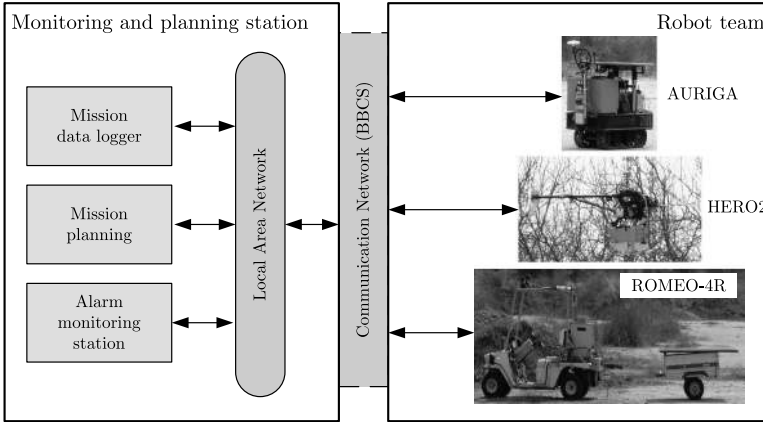 Monitoring and planning station
Mission
data logger
Mission
planning
Alarm
monitoring
station
Local Area Network
Communication Network (BBCS)
Robot team
AURIGA
HERO2
ROMEO-4R